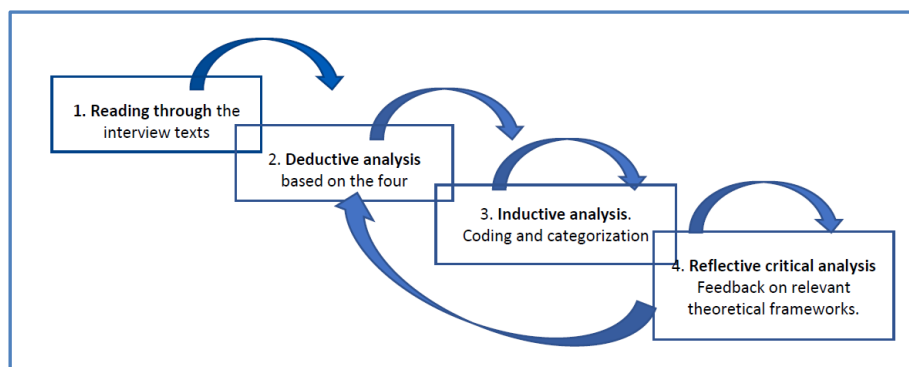 1. Reading through the
interview texts
2. Deductive analysis
based on the four
3. Inductive analysis.
Coding and categorization
4. Reflective critical analysis
Feedback on relevant
theoretical frameworks.